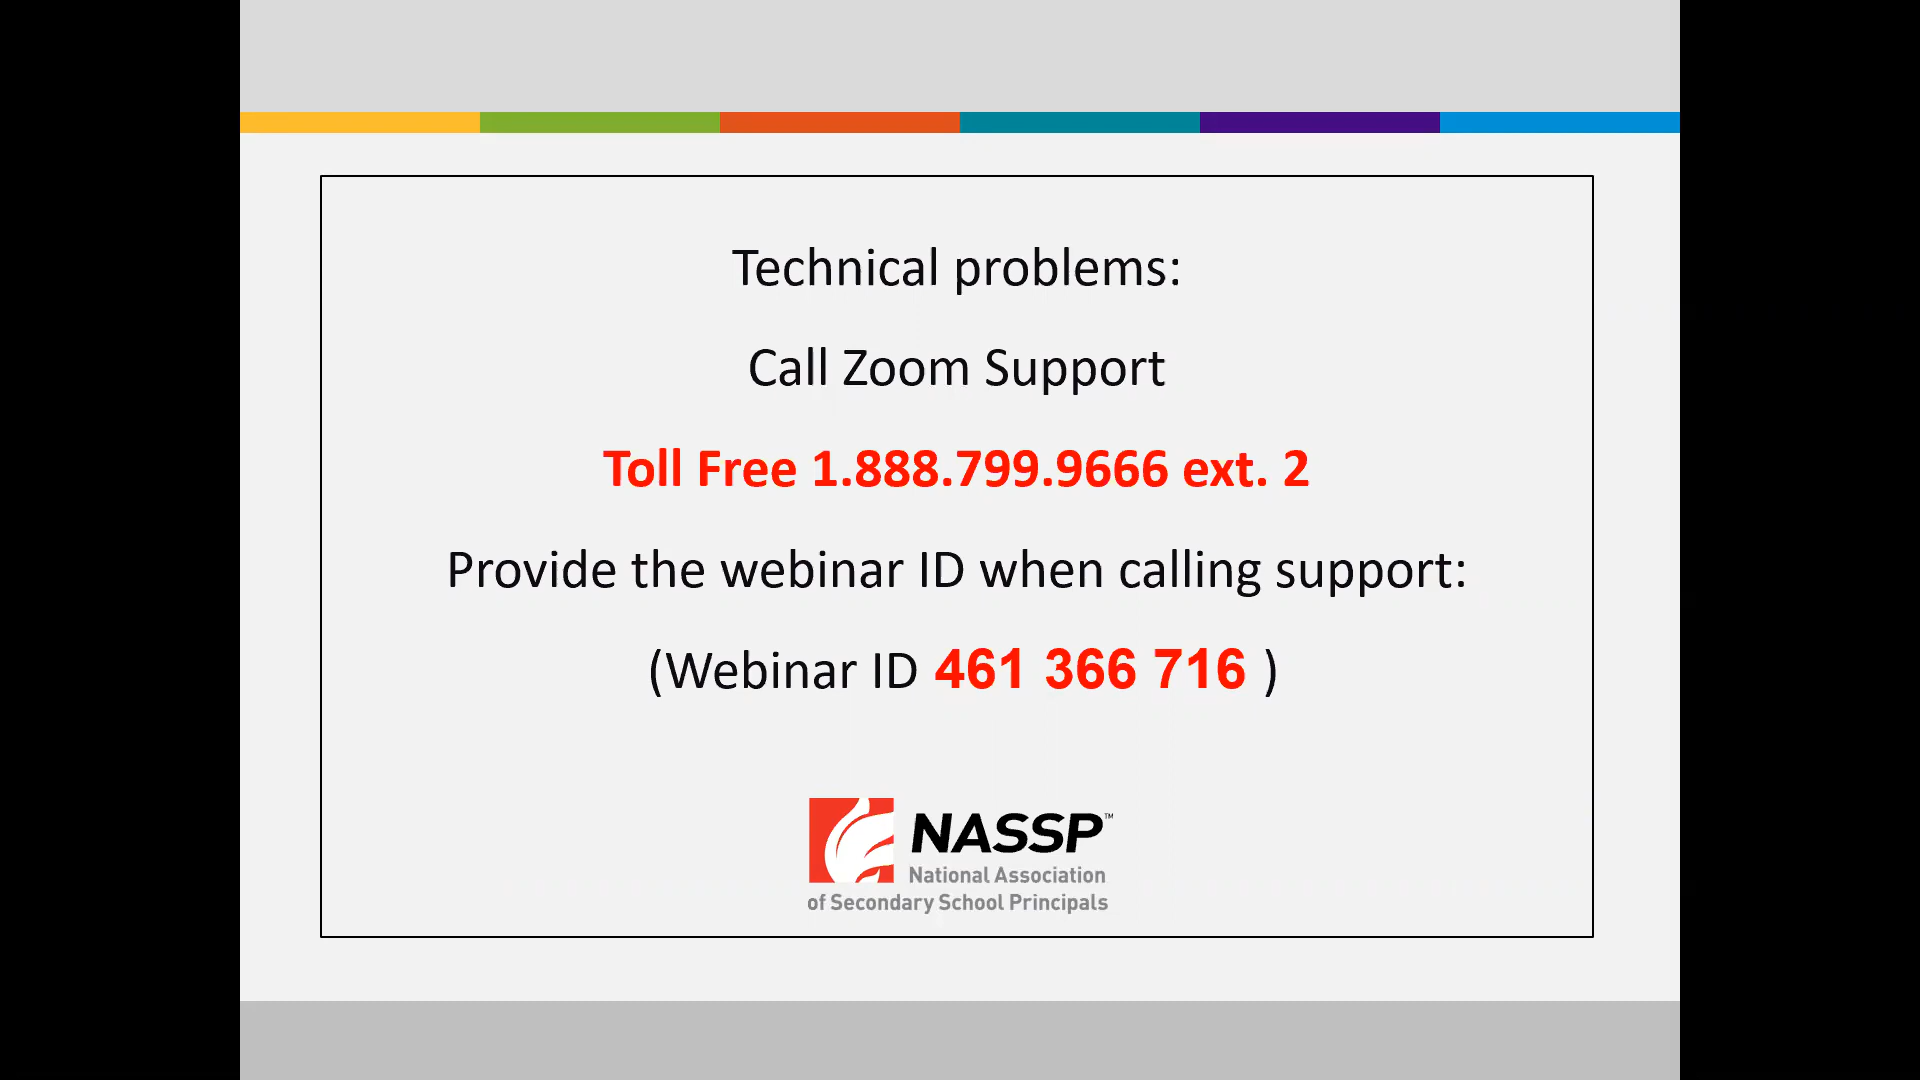 Technical problems:
Call Zoom Support
Toll Free 1.888.799.9666 ext. 2
Provide the webinar ID when calling support:
(Webinar ID 461 366 716 )
NASSP™
National Association
of Secondary School Principals